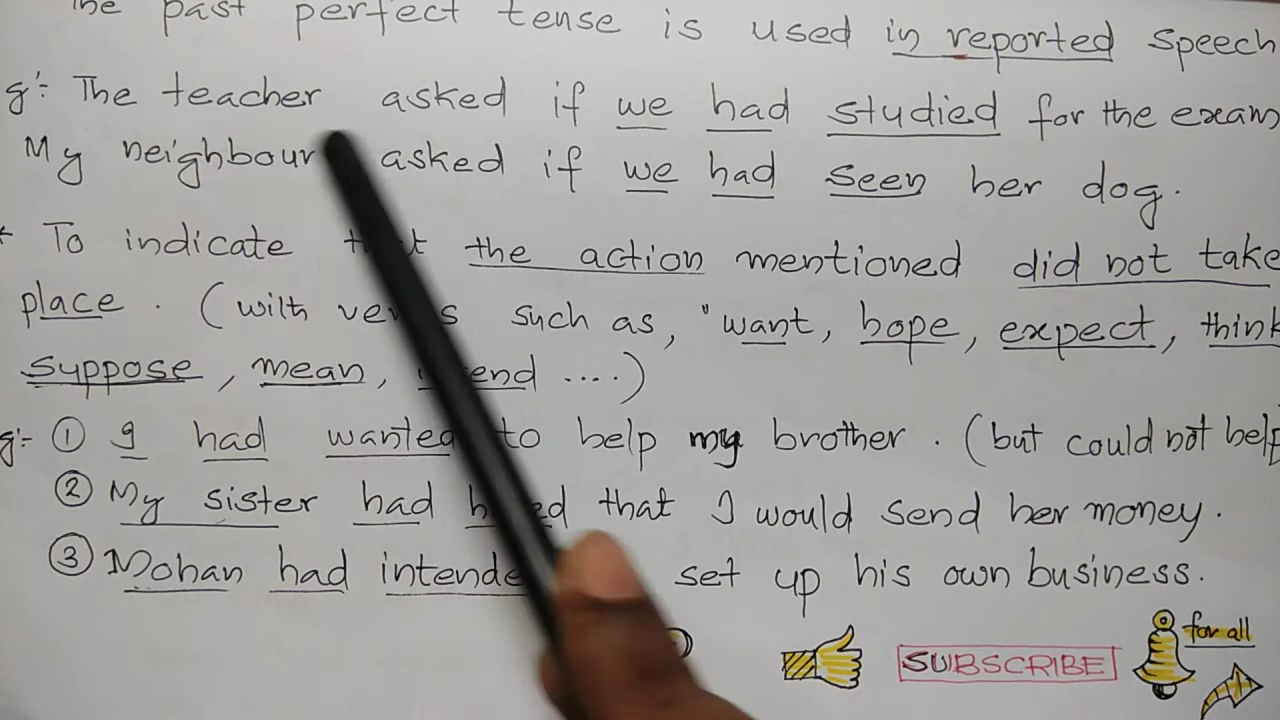 The past perfect tense is used in reported speech
g:- The teacher asked if we had studied for the exam
My neighbour asked if we had seen her dog.
* To indicate the action mentioned did not take
place. (with such as, "want, hope, expect, think
suppose, mean, ....)
g:- ① I had wanted to help my brother. (but could not help
② My sister had that I would send her money.
③ Mohan had set up his own business.
for all
SUBSCRIBE